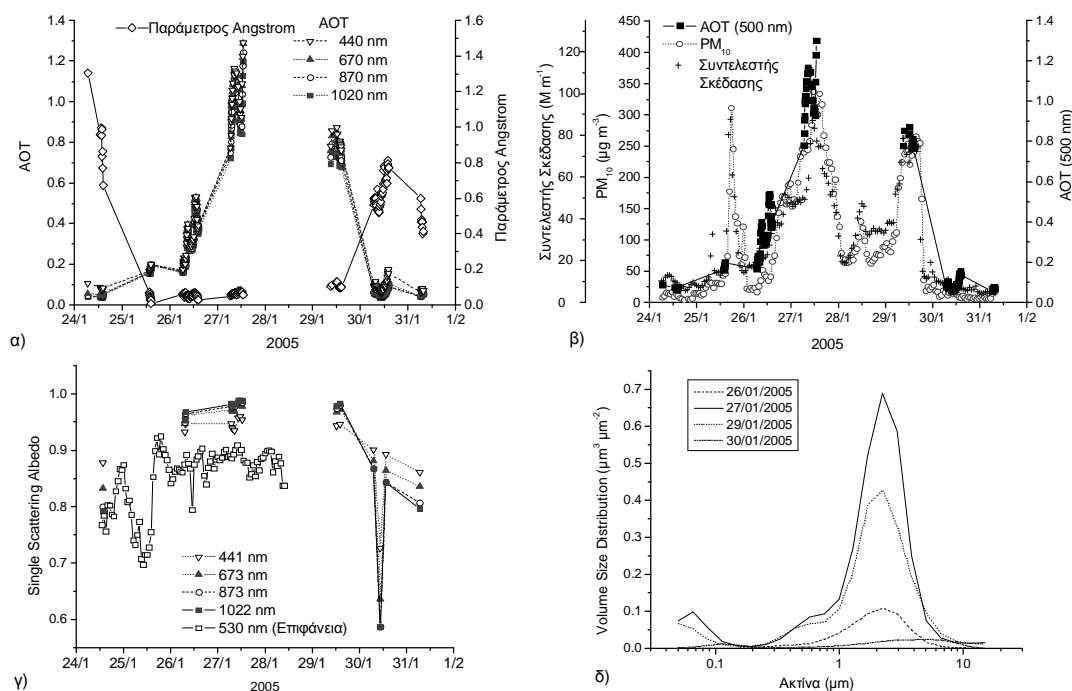 Παράμετρος Angstrom
AOT
440 nm
670 nm
870 nm
1020 nm
AOT
1.4
1.2
1.0
0.8
0.6
0.4
0.2
0.0
Παράμετρος Angstrom
1.6
1.4
1.2
1.0
0.8
0.6
0.4
0.2
0.0
24/1 25/1 26/1 27/1 28/1 29/1 30/1 31/1 1/2
2005
α)
AOT (500 nm)
PM10
Συντελεστής
Σκέδασης
Συντελεστής Σκέδασης (M m-1)
120
100
80
60
40
20
0
PM10 (μg m-3)
450
400
350
300
250
200
150
100
50
0
AOT (500 nm)
1.4
1.2
1.0
0.8
0.6
0.4
0.2
0.0
24/1 25/1 26/1 27/1 28/1 29/1 30/1 31/1 1/2
2005
β)
Single Scattering Albedo
1.0
0.9
0.8
0.7
0.6
441 nm
673 nm
873 nm
1022 nm
530 nm (Επιφάνεια)
24/1 25/1 26/1 27/1 28/1 29/1 30/1 31/1 1/2
2005
γ)
Volume Size Distribution (μm3 μm-2)
0.7
0.6
0.5
0.4
0.3
0.2
0.1
0.0
26/01/2005
27/01/2005
29/01/2005
30/01/2005
0.1 1 10
Ακτίνα (μm)
δ)